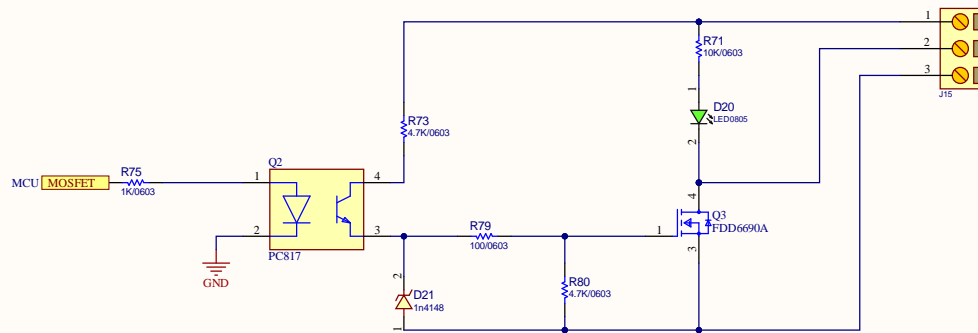 1
R71
10K/0603
2
3
J15
1
D20
LED0805
2
R73
4.7K/0603
Q2
R75
MCU MOSFET
1K/0603
1
4
4
Q3
FDD6690A
R79
2
3
100/0603
1
PC817
3
GND
2
D21
1n4148
1
R80
4.7K/0603